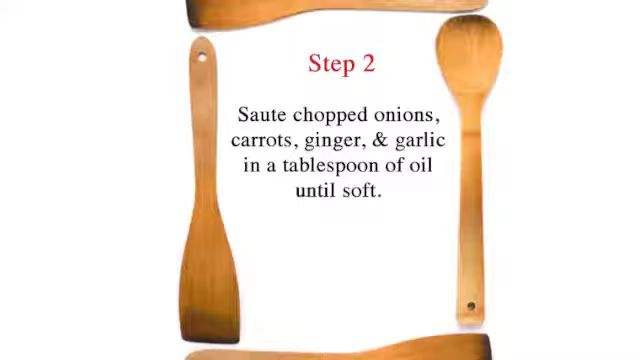 Step 2
Saute chopped onions,
carrots, ginger, & garlic
in a tablespoon of oil
until soft.